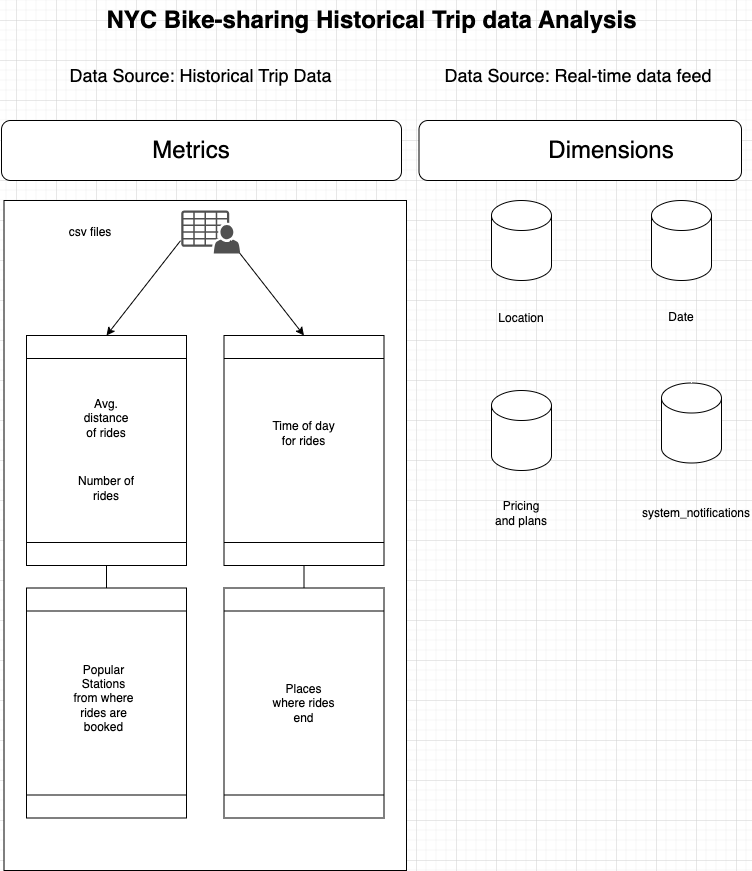 NYC Bike-sharing Historical Trip data Analysis
Data Source: Historical Trip Data
Data Source: Real-time data feed
Metrics
Dimensions
csv files
Location
Date
Avg.
distance
of rides
Number of
rides
Time of day
for rides
Pricing
and plans
system_notifications
Popular
Stations
from where
rides are
booked
Places
where rides
end